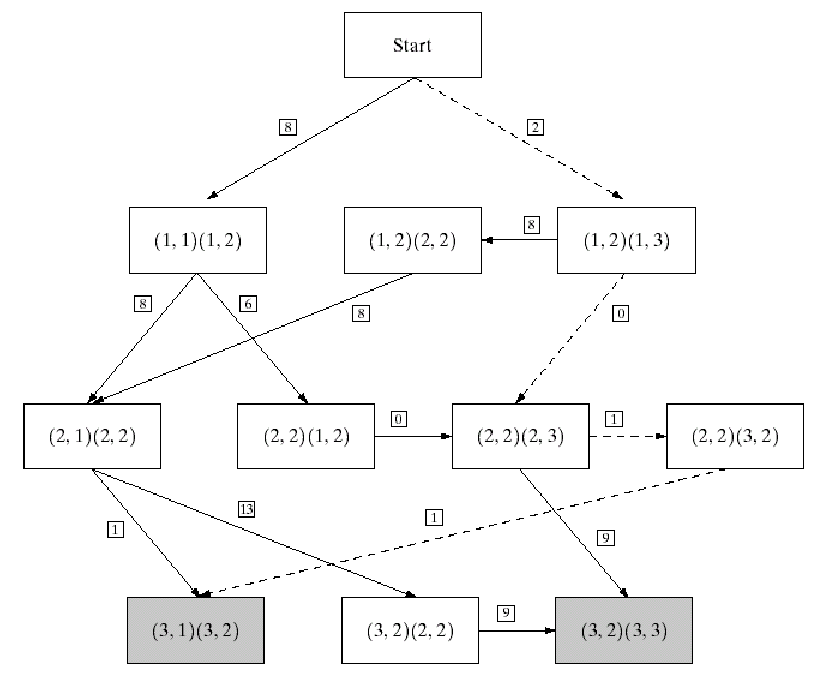 Start
8
2
(1, 1)(1, 2)
(1, 2)(2, 2)
8
(1, 2)(1, 3)
8
6
8
0
(2, 1)(2, 2)
(2, 2)(1, 2)
0
(2, 2)(2, 3)
1
(2, 2)(3, 2)
1
13
1
9
(3, 1)(3, 2)
(3, 2)(2, 2)
9
(3, 2)(3, 3)